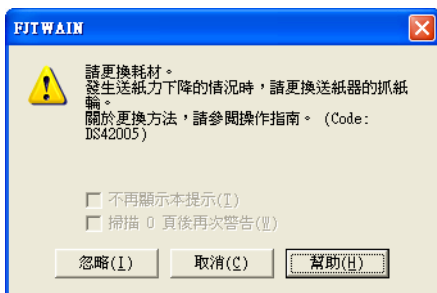 FJTWAIN
請更換耗材。
發生送紙力下降的情況時，請更換送紙器的抓紙
輪。
關於更換方法，請參閱操作指南。 (Code:
DS42005)
不再顯示本提示(T)
掃描 0 頁後再次警告(W)
忽略(I) 取消(C) 幫助(H)